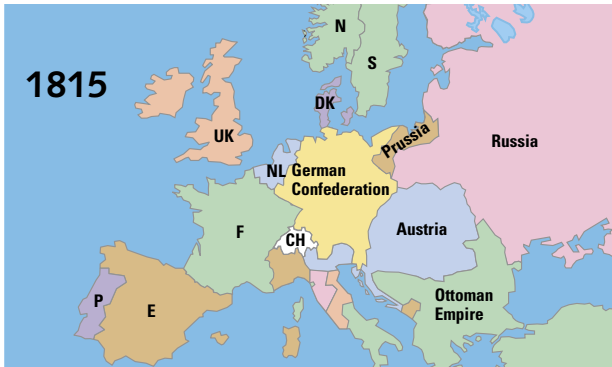 1815
N
S
DK
UK
Prussia
Russia
NL
German
Confederation
F
CH
Austria
P
E
Ottoman
Empire